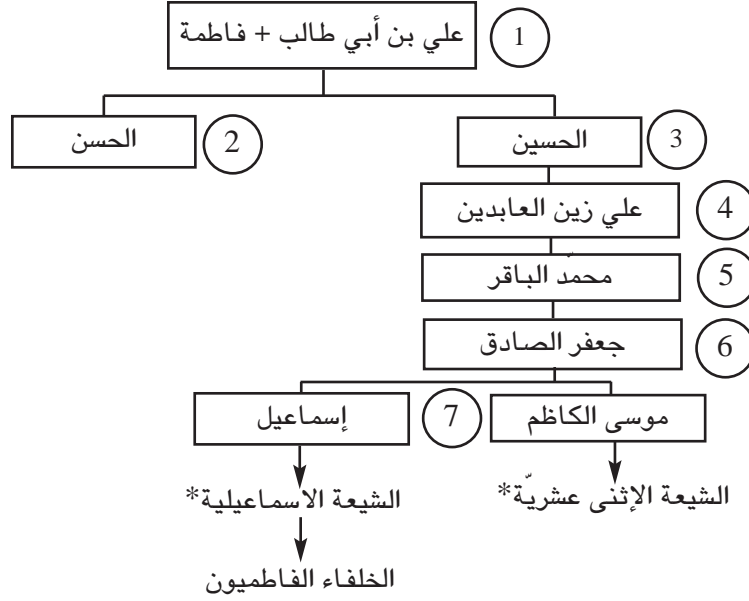 علي بن أبي طالب + فاطمة
1
الحسين
3
الحسن
2
علي زين العابدين
4
محمّد الباقر
5
جعفر الصادق
6
موسى الكاظم
إسماعيل
7
الشيعة الإثنى عشريّة*
الشيعة الاسماعيلية*
الخلفاء الفاطميون